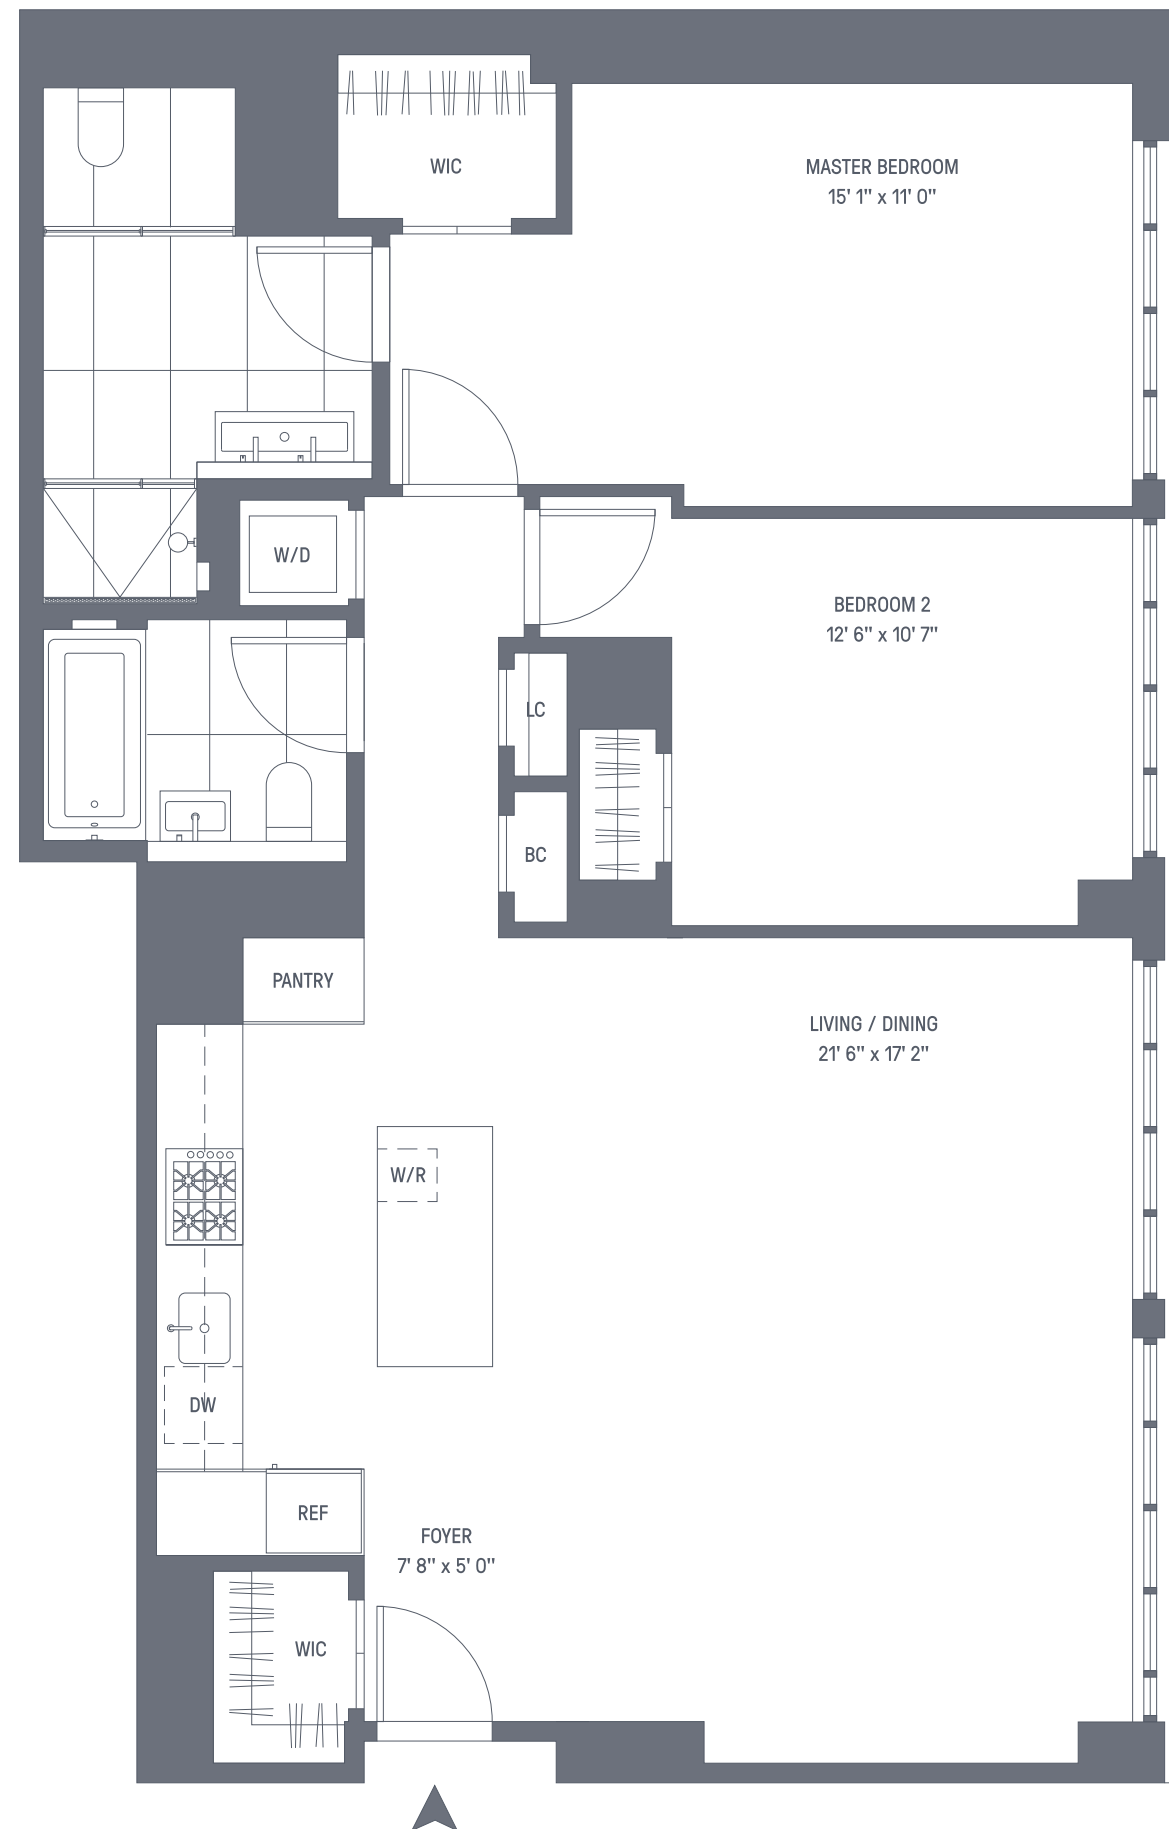 WIC
MASTER BEDROOM
15' 1" x 11' 0"
W/D
BEDROOM 2
12' 6" x 10' 7"
LC
BC
PANTRY
LIVING / DINING
21' 6" x 17' 2"
W/R
DW
REF
FOYER
7' 8" x 5' 0"
WIC